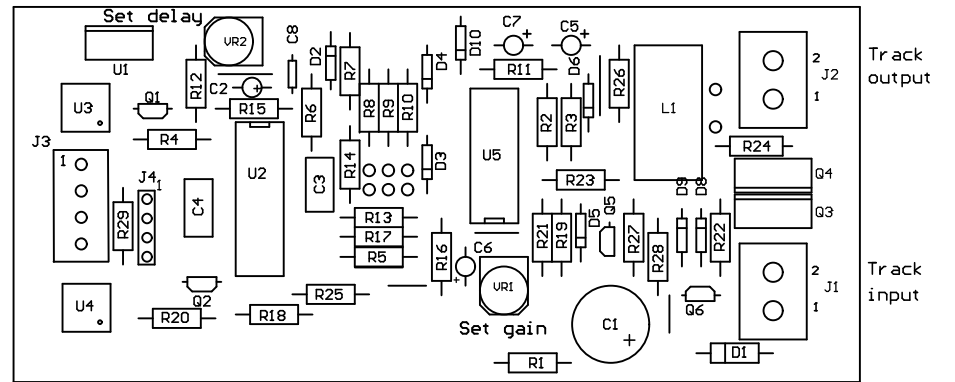 Set delay
U1
VR2
C8
D2
R7
D4
D10
C7
+
C5
+
D6
R26
L1
2
J2
1
Track
output
R12
C2
+
R11
U3
Q1
R15
R6
R8
R9
R10
R2
R3
R4
J3
1
U2
R14
D3
U5
R24
J4
1
C4
C3
R23
D9
D8
Q4
Q3
R29
R13
R17
R5
R16
C6
+
R21
R19
D5
Q5
R27
R28
R22
Track
input
2
J1
1
U4
Q2
R20
R18
R25
VR1
Set gain
C1
+
Q6
R1
D1